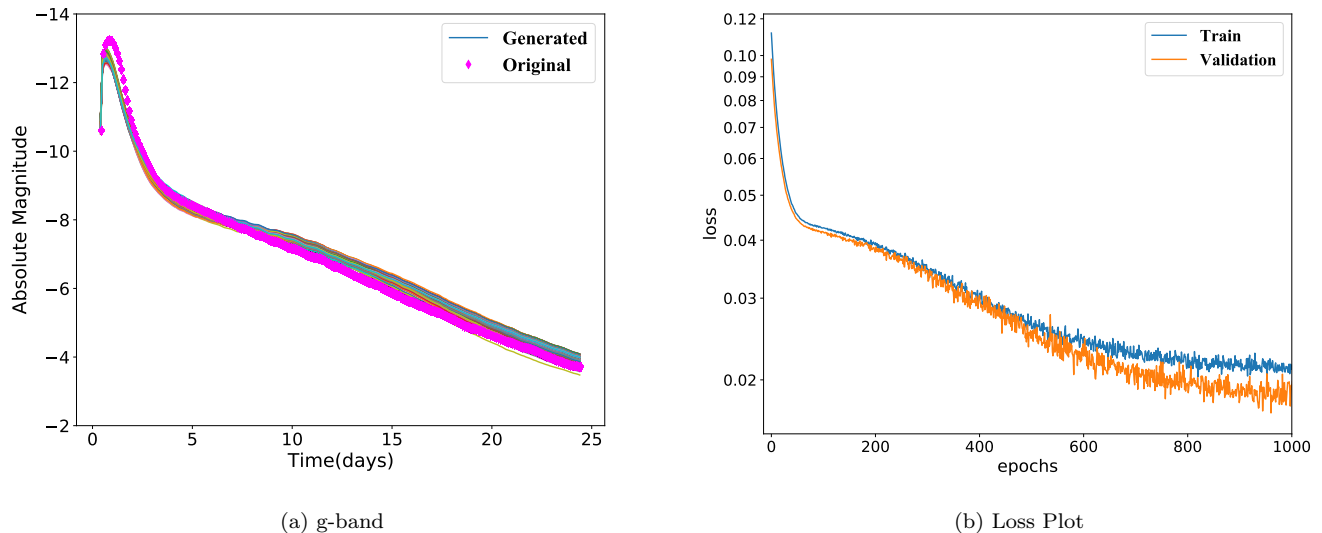 −14
−12
−10
−8
−6
−4
−2
Absolute Magnitude
Generated
Original
0 5 10 15 20 25
Time(days)
(a) g-band
0.12
0.10
0.09
0.08
0.07
0.06
0.05
0.04
0.03
0.02
loss
Train
Validation
0 200 400 600 800 1000
epochs
(b) Loss Plot